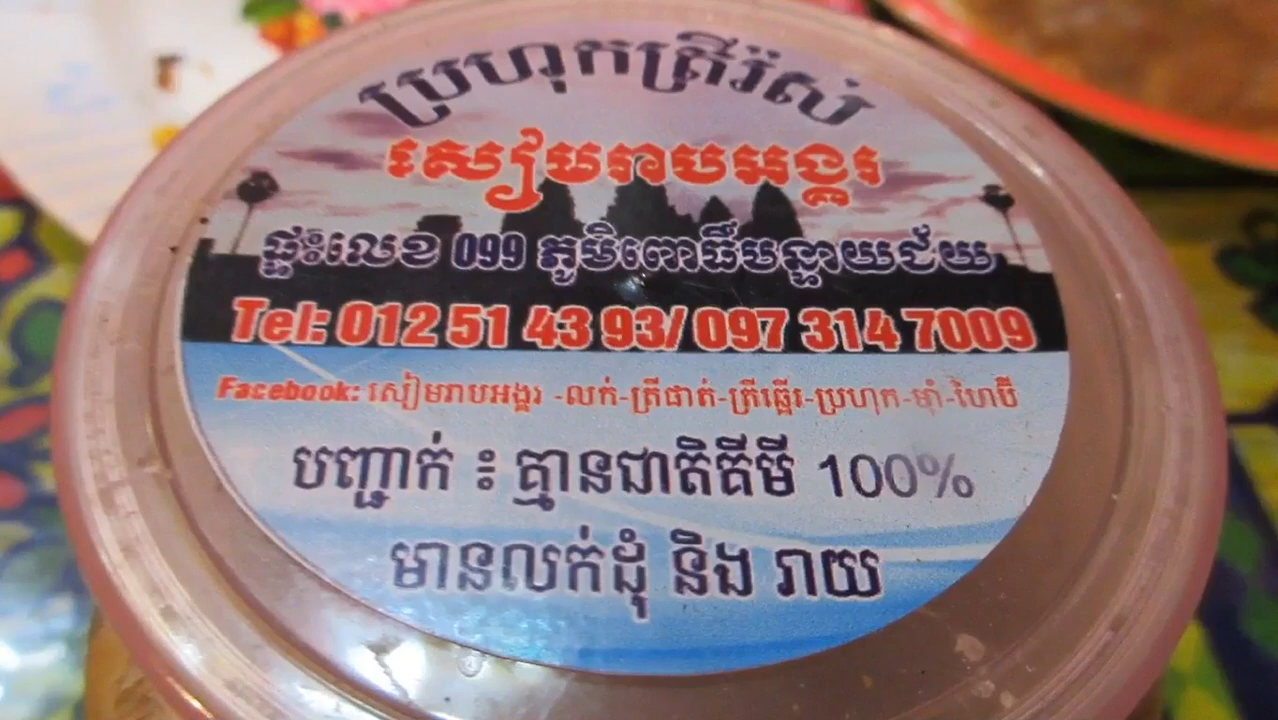 ប្រហុកត្រីរ៉ស់
សៀមរាបអង្គរ
ផ្ទះលេខ 099 ភូមិពោធិ៍បន្ទាយជ័យ
Tel: 012 51 43 93/ 097 314 7009
Facebook: សៀមរាបអង្គរ -លក់-ត្រីផាត់-ត្រីឆ្អើរ-ប្រហុក-ម៉ាំ-ហៃប៊ី
បញ្ជាក់ ៖ គ្មានជាតិគីមី 100%
មានលក់ដុំ និង រាយ